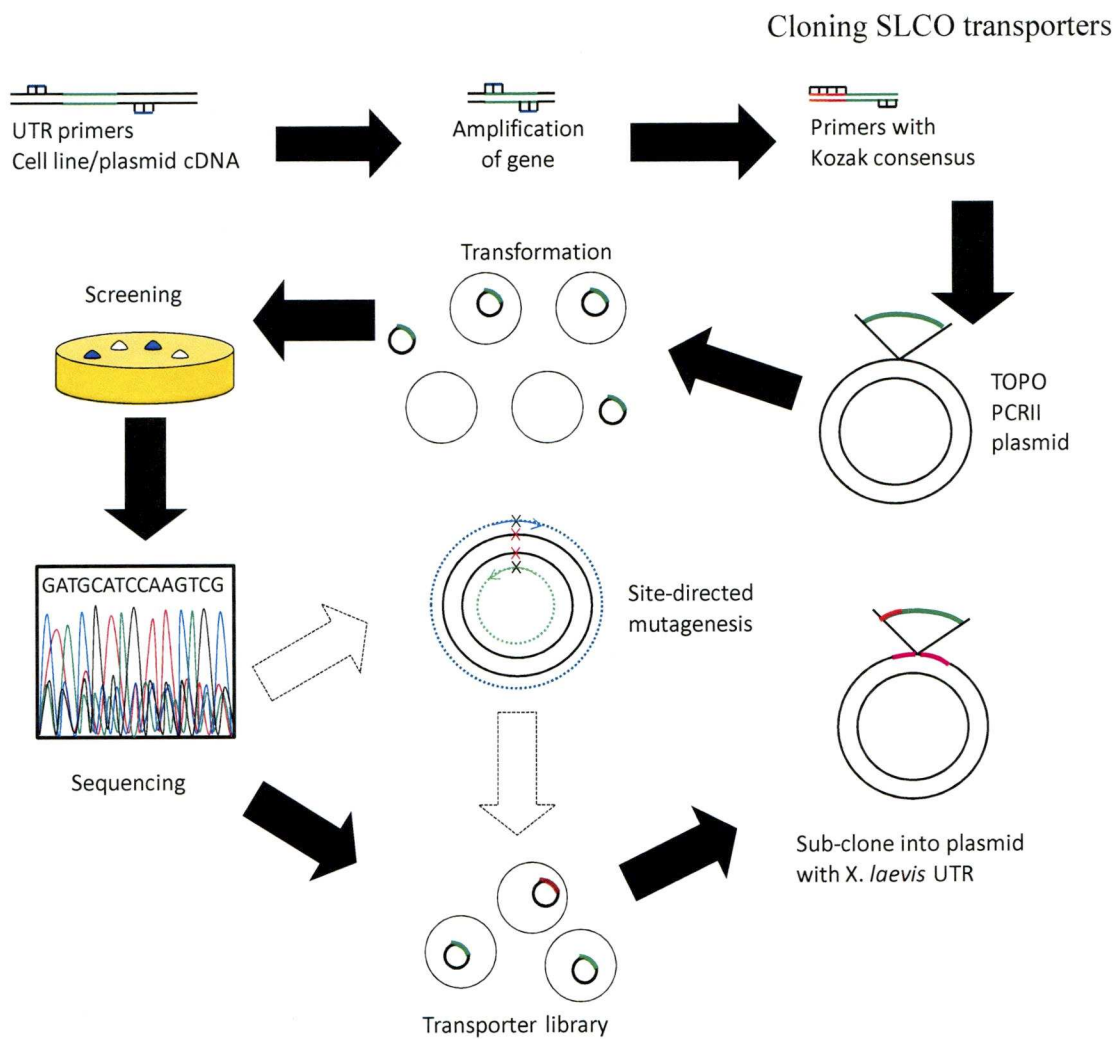 Cloning SLCO transporters
UTR primers
Cell line/plasmid cDNA
Amplification
of gene
Primers with
Kozak consensus
Transformation
Screening
TOPO
PCRII
plasmid
GATGCATCCAAGTCG
Site-directed
mutagenesis
Sequencing
Sub-clone into plasmid
with X. laevis UTR
Transporter library